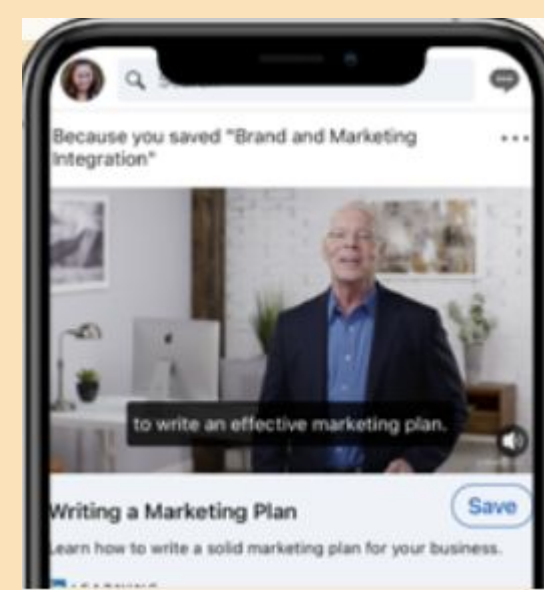 Because you saved "Brand and Marketing
Integration"
to write an effective marketing plan.
Writing a Marketing Plan
Save
Learn how to write a solid marketing plan for your business.